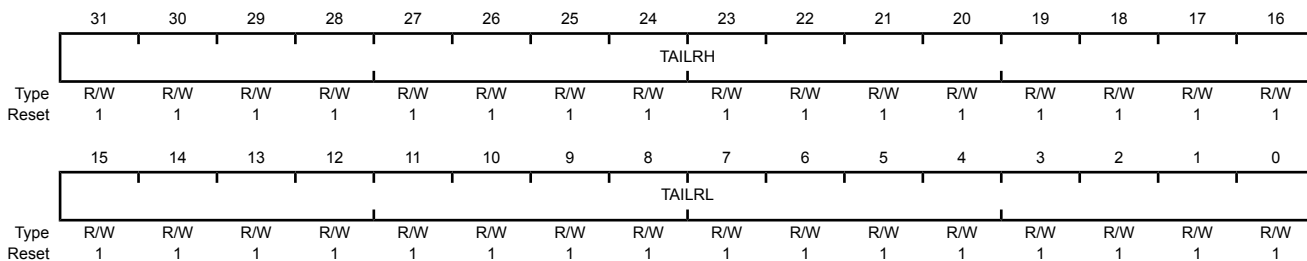 31 30 29 28 27 26 25 24 23 22 21 20 19 18 17 16
TAILRH
Type R/W R/W R/W R/W R/W R/W R/W R/W R/W R/W R/W R/W R/W R/W R/W R/W
Reset 1 1 1 1 1 1 1 1 1 1 1 1 1 1 1 1
15 14 13 12 11 10 9 8 7 6 5 4 3 2 1 0
TAILRL
Type R/W R/W R/W R/W R/W R/W R/W R/W R/W R/W R/W R/W R/W R/W R/W R/W
Reset 1 1 1 1 1 1 1 1 1 1 1 1 1 1 1 1